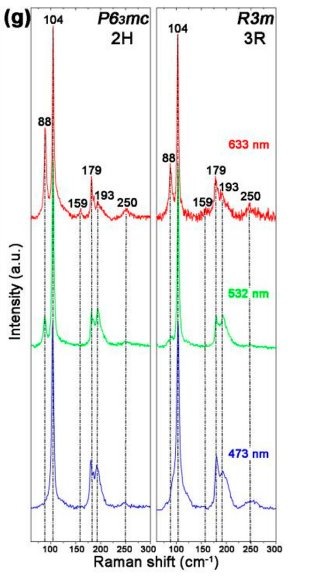 (g) P6₃mc R3m
2H 3R
104 104
88 88
633 nm
179 179
193 193
159 250 159 250
532 nm
473 nm
Intensity (a.u.)
100 150 200 250 300 100 150 200 250 300
Raman shift (cm⁻¹)